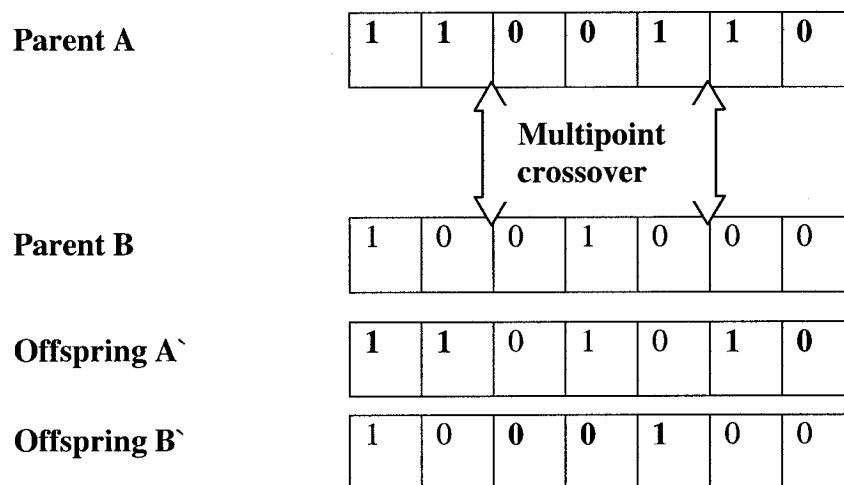 Parent A 1 1 0 0 1 1 0
Multipoint
crossover
Parent B 1 0 0 1 0 0 0
Offspring A` 1 1 0 1 0 1 0
Offspring B` 1 0 0 0 1 0 0